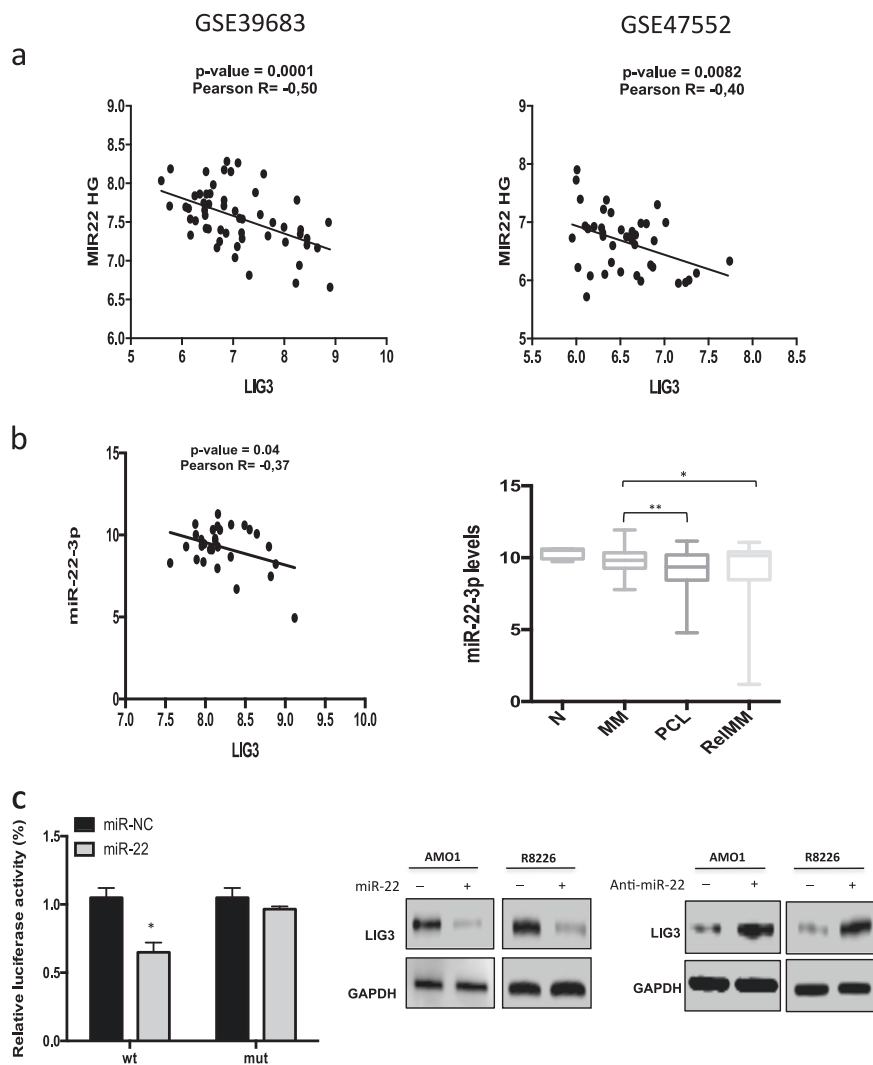 GSE39683
GSE47552
a
p-value = 0.0001
Pearson R= -0,50
9.0
8.5
8.0
7.5
7.0
6.5
6.0
MIR22 HG
5 6 7 8 9 10
LIG3
p-value = 0.0082
Pearson R= -0,40
9
8
7
6
5
MIR22 HG
5.5 6.0 6.5 7.0 7.5 8.0 8.5
LIG3
b
p-value = 0.04
Pearson R= -0,37
15
10
5
0
miR-22-3p
7.0 7.5 8.0 8.5 9.0 9.5 10.0
LIG3
*
**
15
10
5
0
miR-22-3p levels
N MM PCL RelMM
c
miR-NC
miR-22
1.5
1.0
0.5
0.0
Relative luciferase activity (%)
*
wt mut
AMO1 R8226
miR-22 – + – +
LIG3
GAPDH
AMO1 R8226
Anti-miR-22 – + – +
LIG3
GAPDH